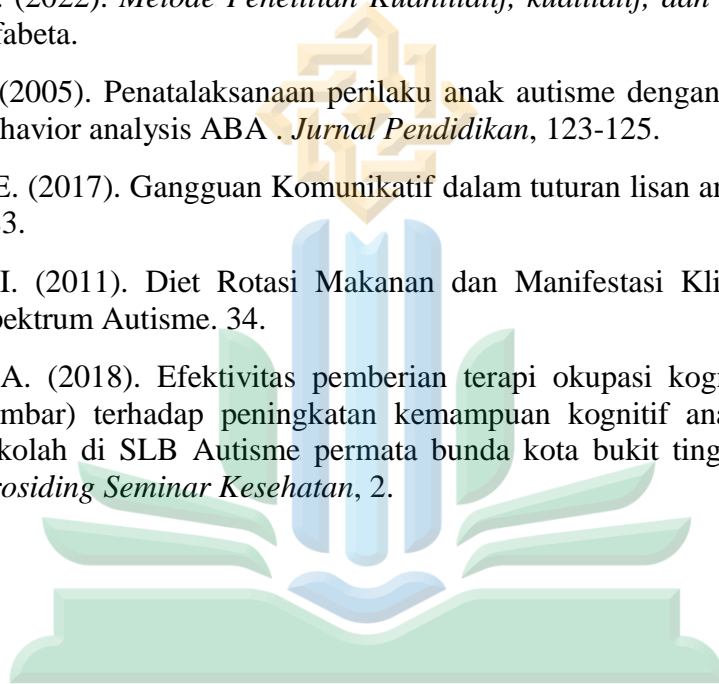 . (2022). Metode Penelitian Kuantitatif, kualitatif, dan
fabeta.
(2005). Penatalaksanaan perilaku anak autisme dengan
havior analysis ABA . Jurnal Pendidikan, 123-125.
E. (2017). Gangguan Komunikatif dalam tuturan lisan an
3.
I. (2011). Diet Rotasi Makanan dan Manifestasi Kli
pektrum Autisme. 34.
A. (2018). Efektivitas pemberian terapi okupasi kog
mbar) terhadap peningkatan kemampuan kognitif ana
kolah di SLB Autisme permata bunda kota bukit ting
rosiding Seminar Kesehatan, 2.